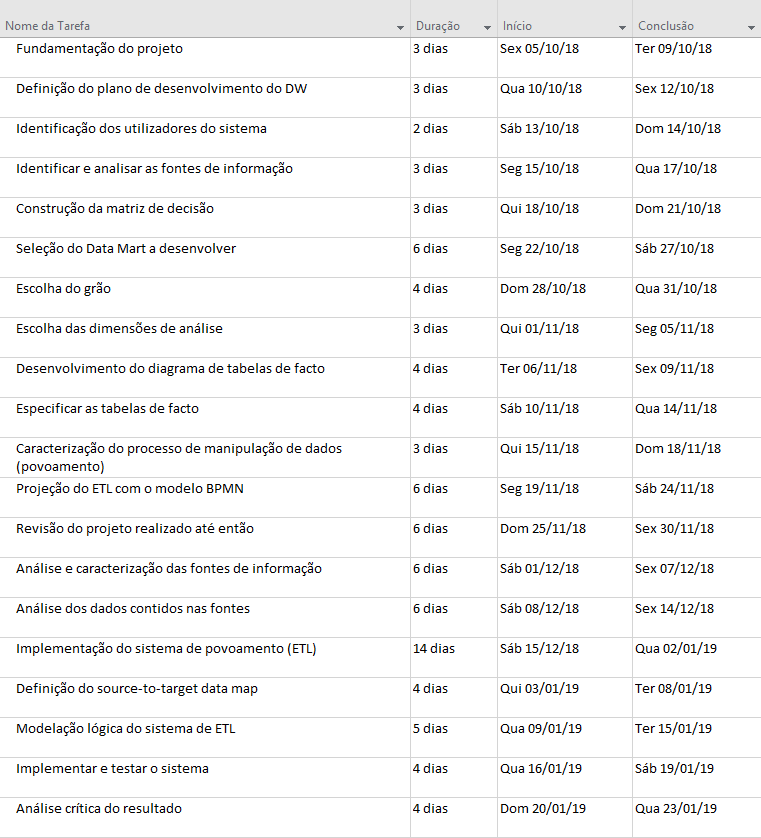 Nome da Tarefa Duração Início Conclusão
Fundamentação do projeto 3 dias Sex 05/10/18 Ter 09/10/18
Definição do plano de desenvolvimento do DW 3 dias Qua 10/10/18 Sex 12/10/18
Identificação dos utilizadores do sistema 2 dias Sáb 13/10/18 Dom 14/10/18
Identificar e analisar as fontes de informação 3 dias Seg 15/10/18 Qua 17/10/18
Construção da matriz de decisão 3 dias Qui 18/10/18 Dom 21/10/18
Seleção do Data Mart a desenvolver 6 dias Seg 22/10/18 Sáb 27/10/18
Escolha do grão 4 dias Dom 28/10/18 Qua 31/10/18
Escolha das dimensões de análise 3 dias Qui 01/11/18 Seg 05/11/18
Desenvolvimento do diagrama de tabelas de facto 4 dias Ter 06/11/18 Sex 09/11/18
Especificar as tabelas de facto 4 dias Sáb 10/11/18 Qua 14/11/18
Caracterização do processo de manipulação de dados 3 dias Qui 15/11/18 Dom 18/11/18
(povoamento)
Projeção do ETL com o modelo BPMN 6 dias Seg 19/11/18 Sáb 24/11/18
Revisão do projeto realizado até então 6 dias Dom 25/11/18 Sex 30/11/18
Análise e caracterização das fontes de informação 6 dias Sáb 01/12/18 Sex 07/12/18
Análise dos dados contidos nas fontes 6 dias Sáb 08/12/18 Sex 14/12/18
Implementação do sistema de povoamento (ETL) 14 dias Sáb 15/12/18 Qua 02/01/19
Definição do source-to-target data map 4 dias Qui 03/01/19 Ter 08/01/19
Modelação lógica do sistema de ETL 5 dias Qua 09/01/19 Ter 15/01/19
Implementar e testar o sistema 4 dias Qua 16/01/19 Sáb 19/01/19
Análise crítica do resultado 4 dias Dom 20/01/19 Qua 23/01/19